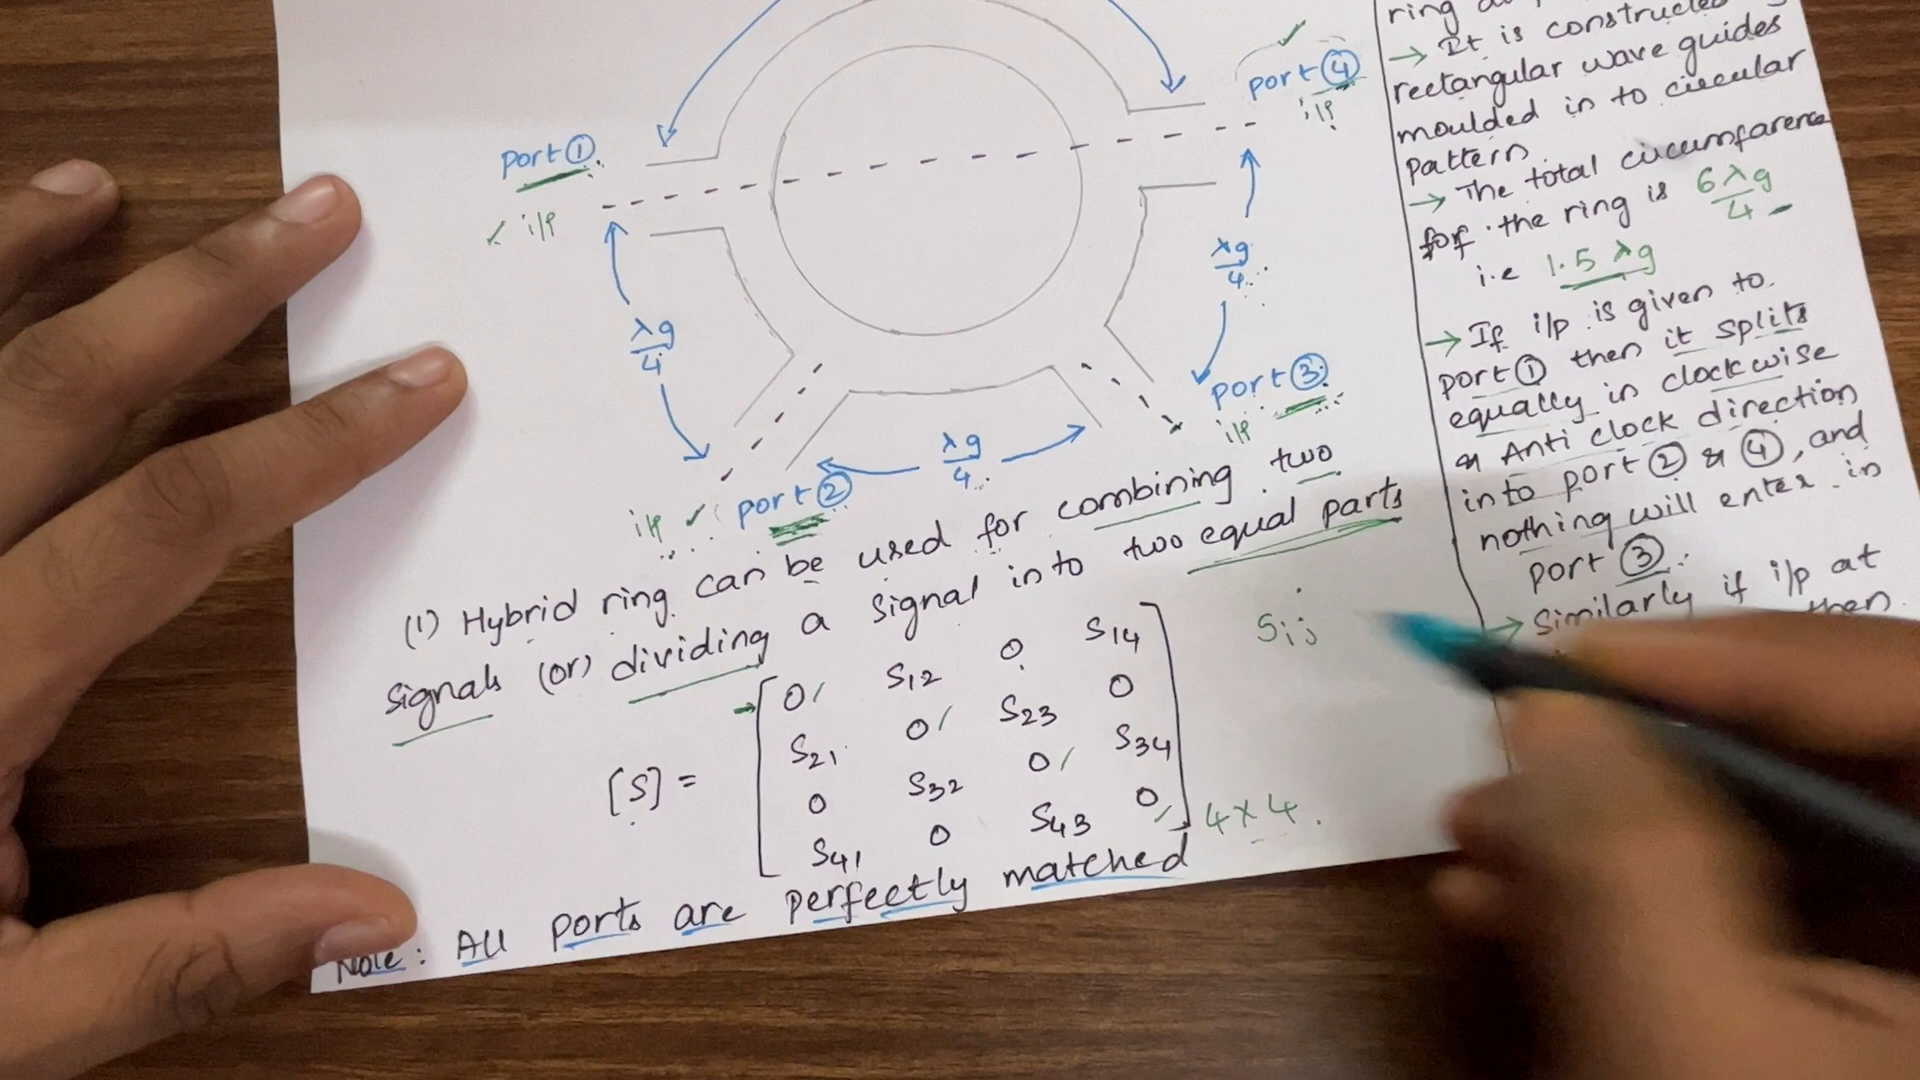 port ①
i/p
port ④
i/p
λg/4
λg/4
port ③
i/p
λg/4
i/p
port ②
(1) Hybrid ring can be used for combining two
signals (or) dividing a signal into two equal parts
[S] =
0 S12 0 S14
S21 0 S23 0
0 S32 0 S34
S41 0 S43 0
4×4
Sij
Note: All ports are perfectly matched
ring
→ It is constructed
rectangular wave guides
moulded in to circular
pattern
→ The total circumfarence
for the ring is 6λg/4
i.e 1.5 λg
→ If i/p is given to
port ① then it splits
equally in clockwise
& Anti clock direction
into port ② & ④, and
nothing will enter in
port ③.
→ Similarly if i/p at
then